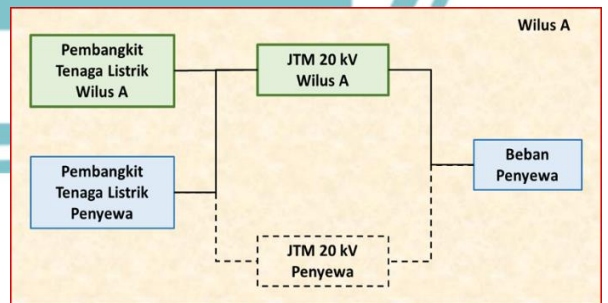 Wilus A
Pembangkit
Tenaga Listrik
Wilus A
JTM 20 kV
Wilus A
Pembangkit
Tenaga Listrik
Penyewa
Beban
Penyewa
JTM 20 kV
Penyewa